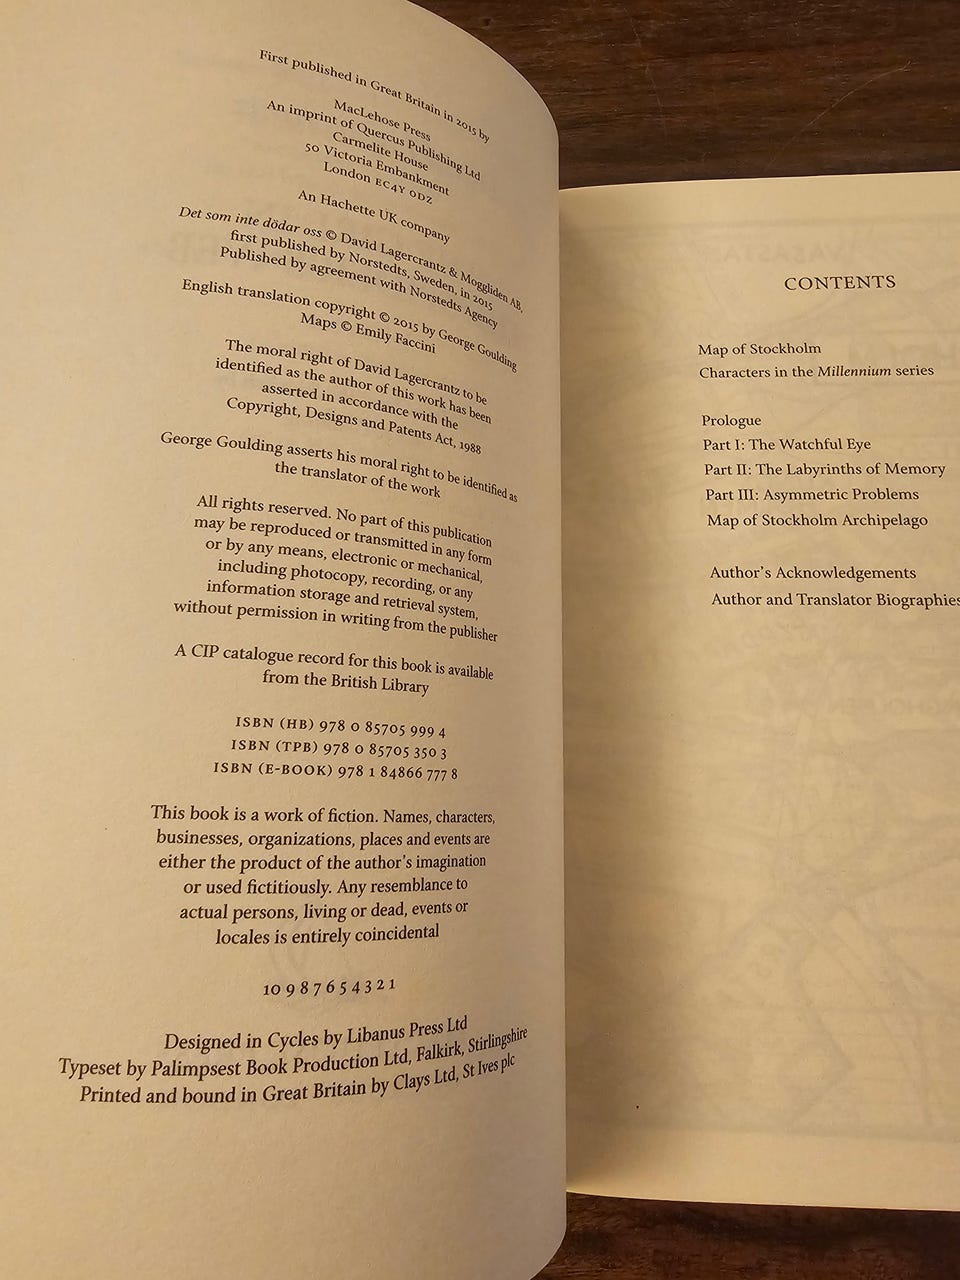 First published in Great Britain in 2015 by
MacLehose Press
An imprint of Quercus Publishing Ltd
Carmelite House
50 Victoria Embankment
London EC4Y 0DZ
An Hachette UK company
Det som inte dödar oss © David Lagercrantz & Moggliden AB,
first published by Norstedts, Sweden, in 2015
Published by agreement with Norstedts Agency
English translation copyright © 2015 by George Goulding
Maps © Emily Faccini
The moral right of David Lagercrantz to be
identified as the author of this work has been
asserted in accordance with the
Copyright, Designs and Patents Act, 1988
George Goulding asserts his moral right to be identified as
the translator of the work
All rights reserved. No part of this publication
may be reproduced or transmitted in any form
or by any means, electronic or mechanical,
including photocopy, recording, or any
information storage and retrieval system,
without permission in writing from the publisher
A CIP catalogue record for this book is available
from the British Library
ISBN (HB) 978 0 85705 999 4
ISBN (TPB) 978 0 85705 350 3
ISBN (E-BOOK) 978 1 84866 777 8
This book is a work of fiction. Names, characters,
businesses, organizations, places and events are
either the product of the author's imagination
or used fictitiously. Any resemblance to
actual persons, living or dead, events or
locales is entirely coincidental
10 9 8 7 6 5 4 3 2 1
Designed in Cycles by Libanus Press Ltd
Typeset by Palimpsest Book Production Ltd, Falkirk, Stirlingshire
Printed and bound in Great Britain by Clays Ltd, St Ives plc
CONTENTS
Map of Stockholm
Characters in the Millennium series
Prologue
Part I: The Watchful Eye
Part II: The Labyrinths of Memory
Part III: Asymmetric Problems
Map of Stockholm Archipelago
Author's Acknowledgements
Author and Translator Biographies